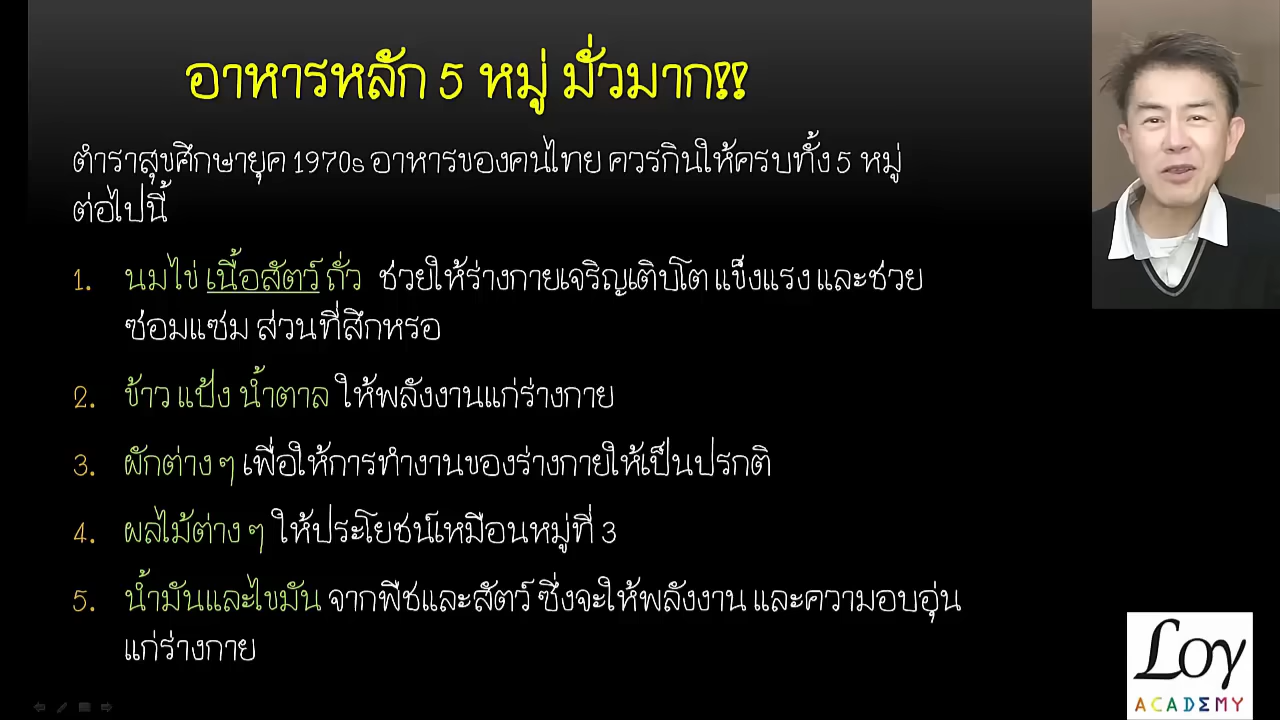 อาหารหลัก 5 หมู่ มั่วมาก!!
ตำราสุขศึกษายุค 1970s อาหารของคนไทย ควรกินให้ครบทั้ง 5 หมู่
ต่อไปนี้
1. นมไข่ เนื้อสัตว์ ถั่ว ช่วยให้ร่างกายเจริญเติบโต แข็งแรง และช่วย
ซ่อมแซม ส่วนที่สึกหรอ
2. ข้าว แป้ง น้ำตาล ให้พลังงานแก่ร่างกาย
3. ผักต่าง ๆ เพื่อให้การทำงานของร่างกายให้เป็นปรกติ
4. ผลไม้ต่าง ๆ ให้ประโยชน์เหมือนหมู่ที่ 3
5. น้ำมันและไขมัน จากพืชและสัตว์ ซึ่งจะให้พลังงาน และความอบอุ่น
แก่ร่างกาย
Loy
ACADEMY